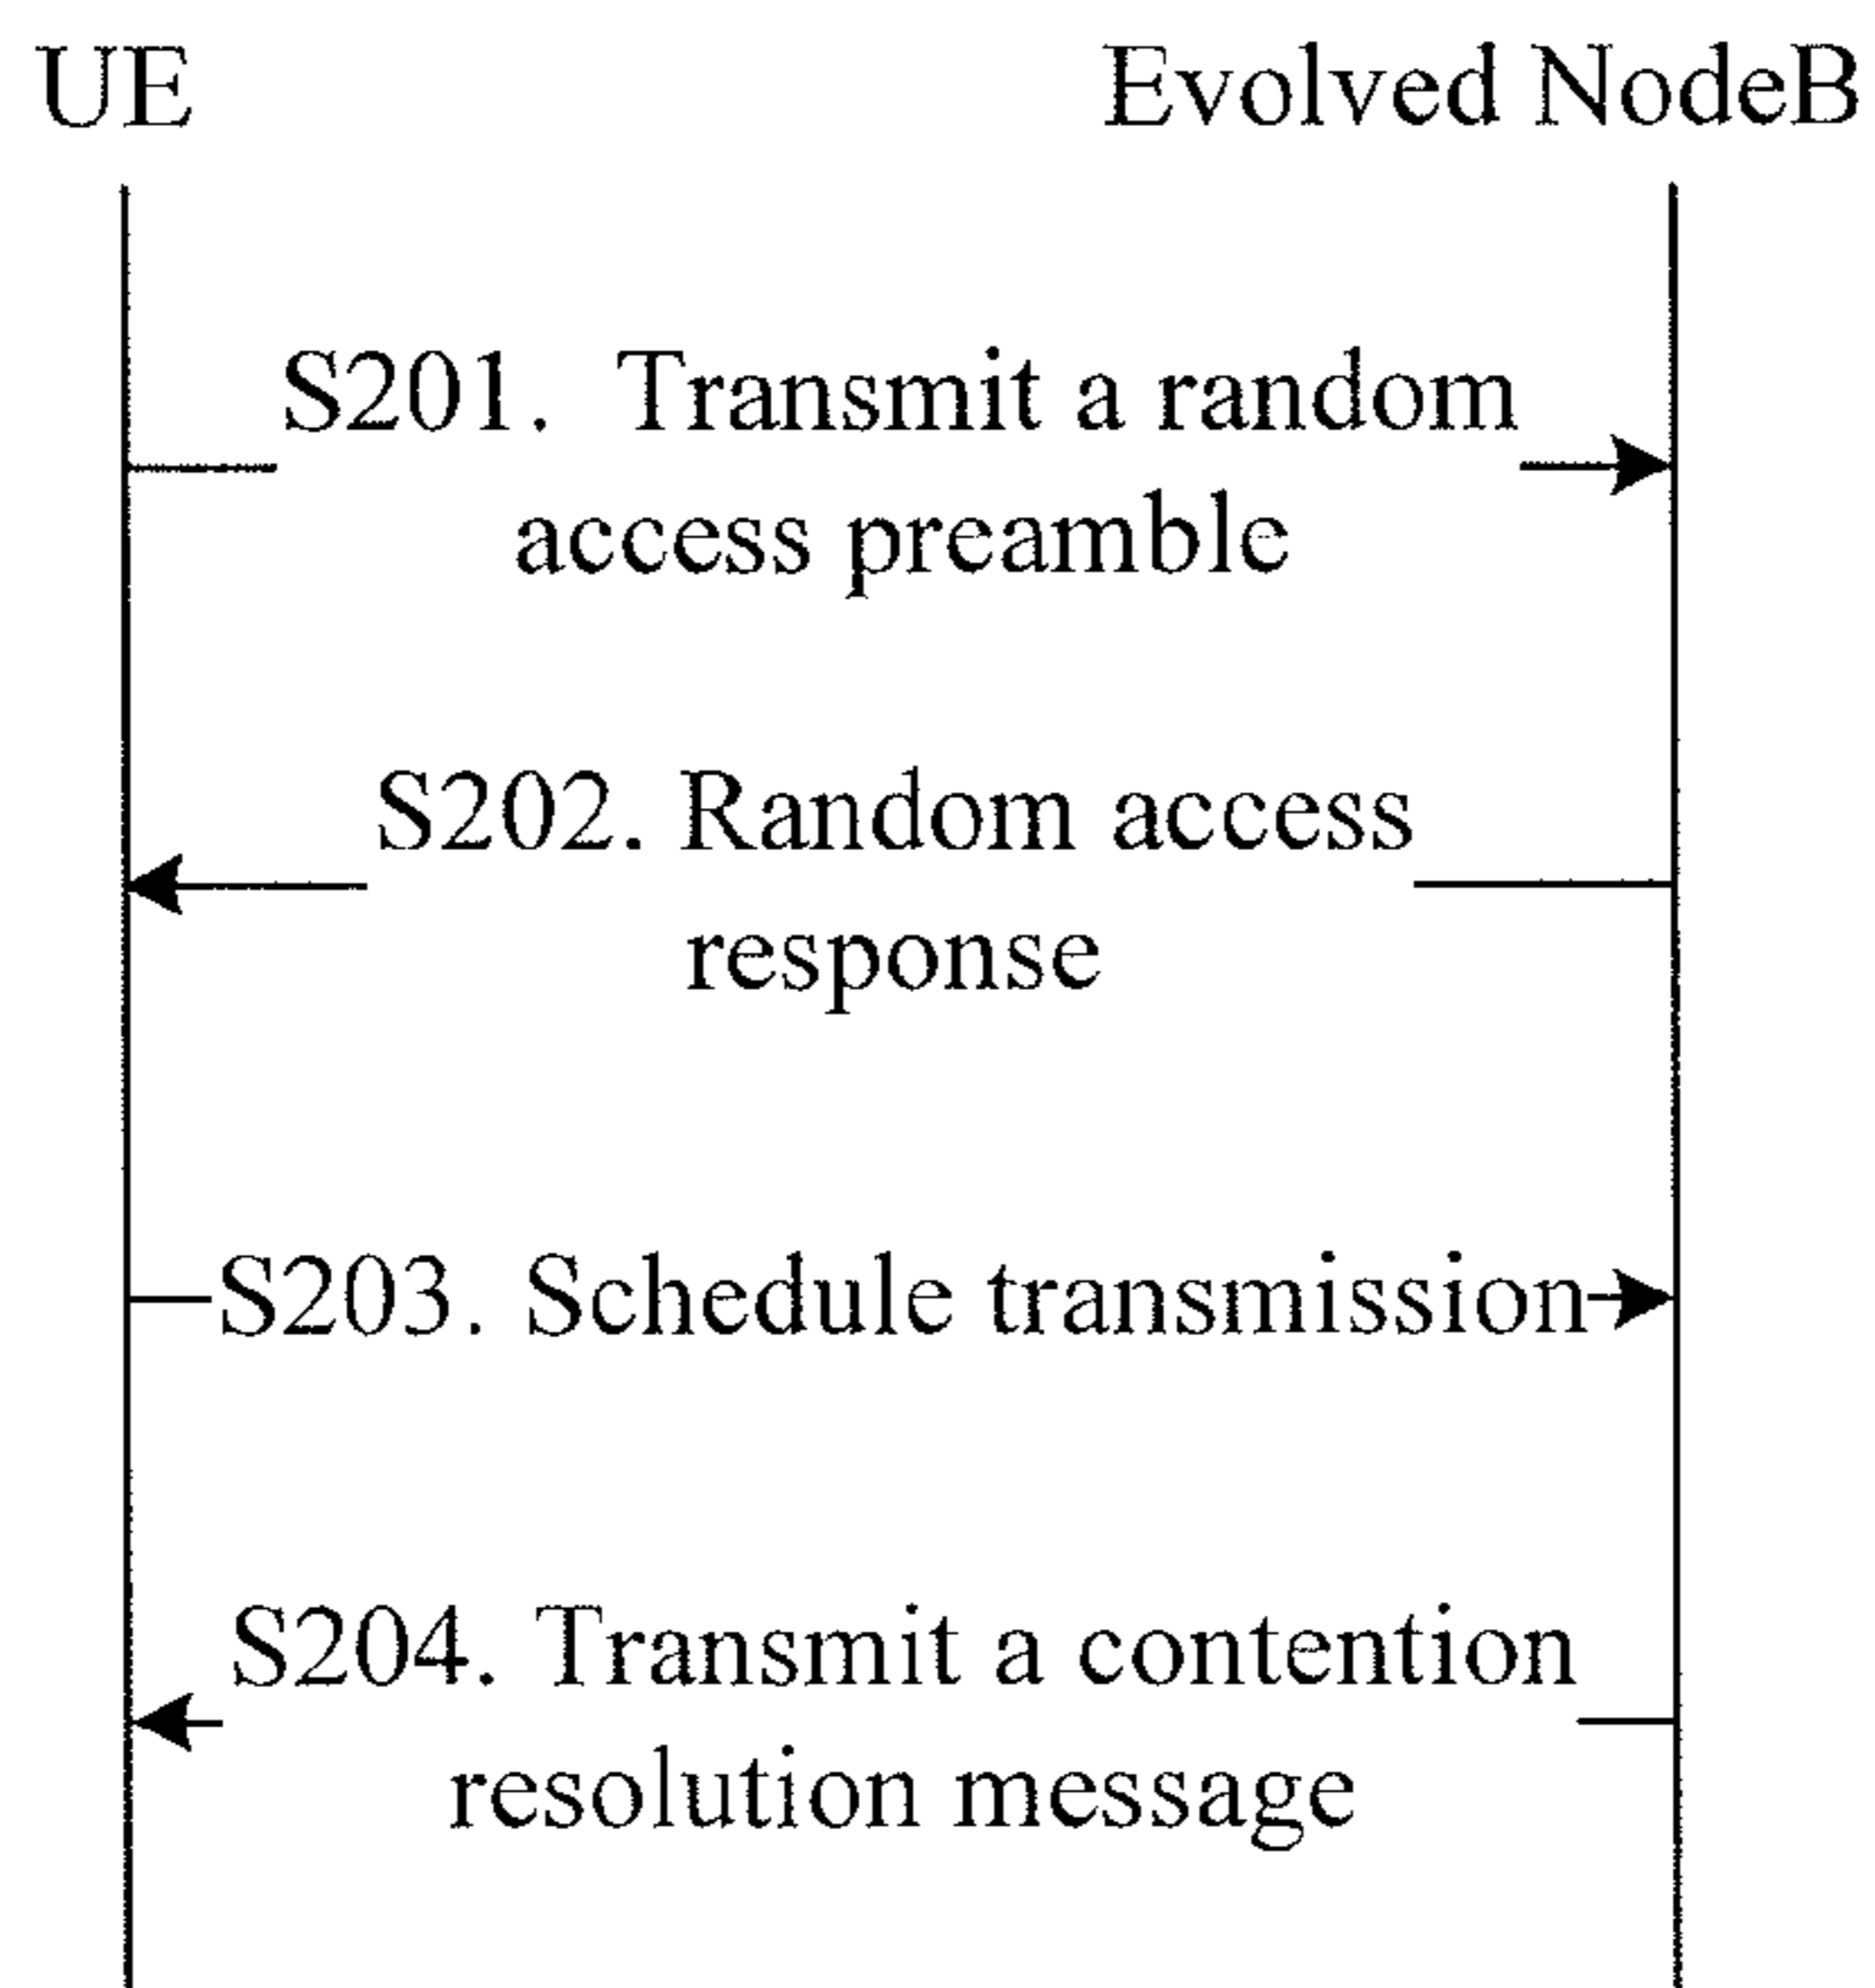 UE Evolved NodeB
S201. Transmit a random
access preamble
S202. Random access
response
S203. Schedule transmission
S204. Transmit a contention
resolution message